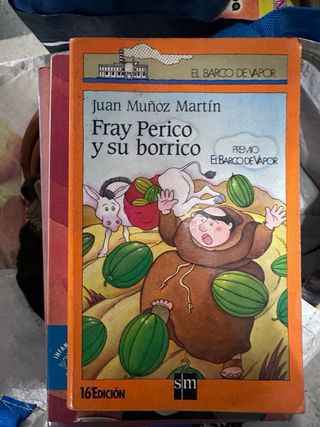 EL BARCO DE VAPOR
Juan Muñoz Martín
Fray Perico
y su borrico
PREMIO
EL BARCO DE VAPOR
16ª EDICIÓN
sm
INFAN